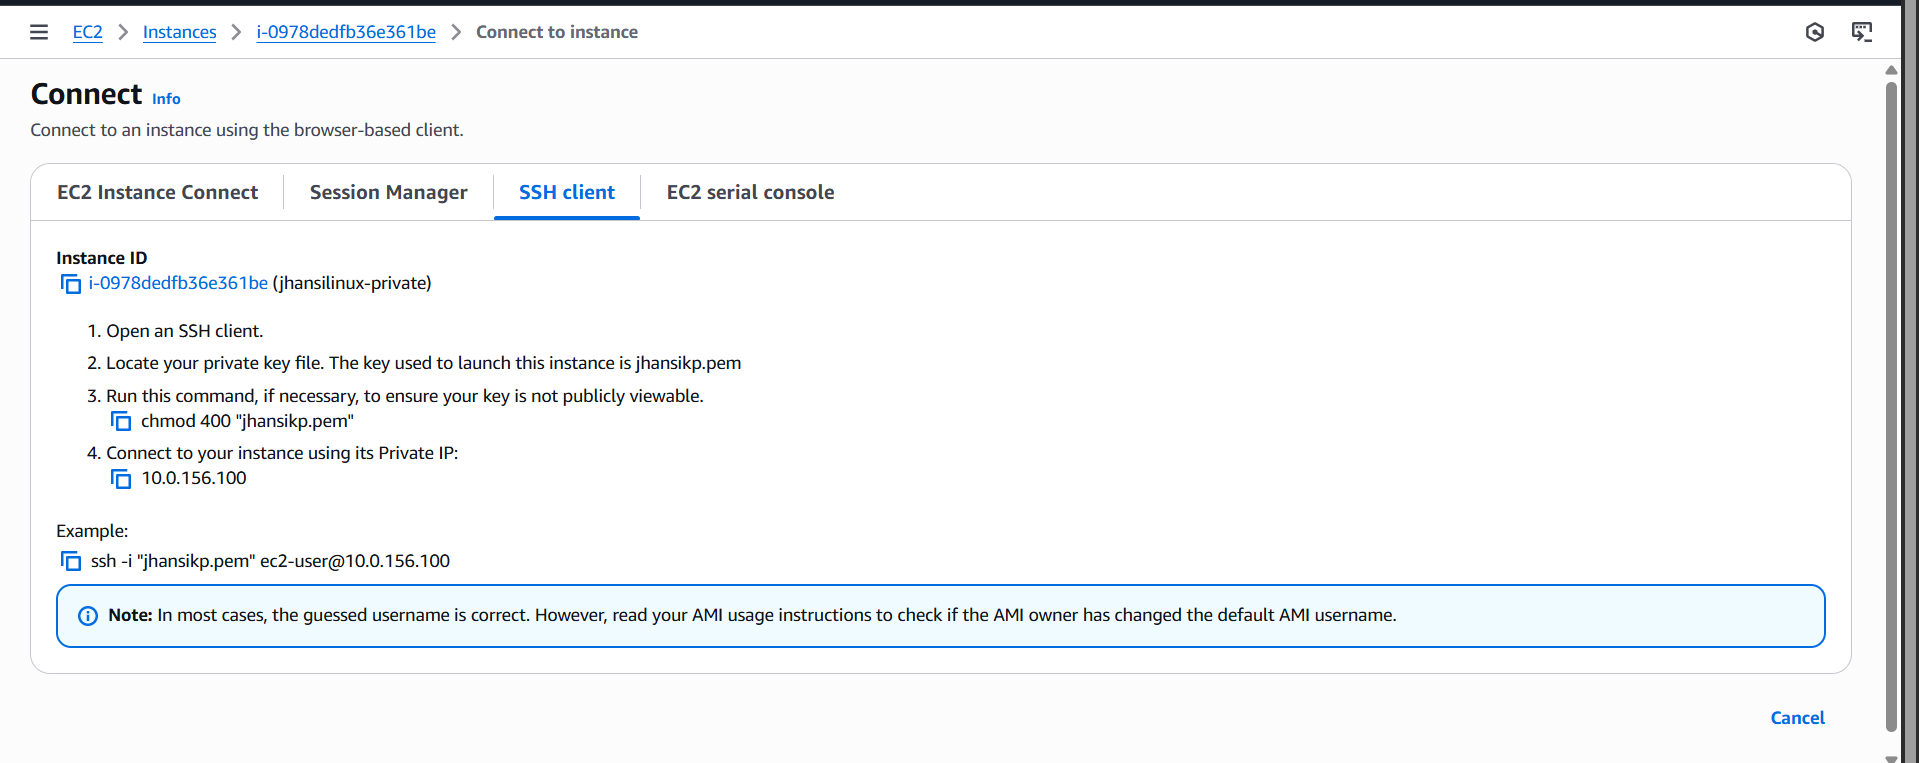 EC2 > Instances > i-0978dedfb36e361be > Connect to instance
Connect Info
Connect to an instance using the browser-based client.
EC2 Instance Connect Session Manager SSH client EC2 serial console
Instance ID
i-0978dedfb36e361be (jhansilinux-private)
1. Open an SSH client.
2. Locate your private key file. The key used to launch this instance is jhansikp.pem
3. Run this command, if necessary, to ensure your key is not publicly viewable.
chmod 400 "jhansikp.pem"
4. Connect to your instance using its Private IP:
10.0.156.100
Example:
ssh -i "jhansikp.pem" ec2-user@10.0.156.100
Note: In most cases, the guessed username is correct. However, read your AMI usage instructions to check if the AMI owner has changed the default AMI username.
Cancel